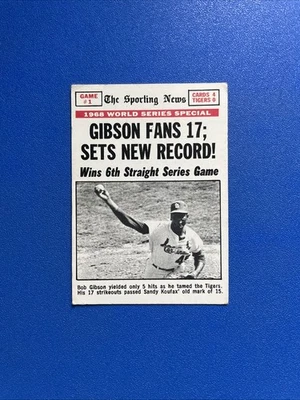 GAME
#1
The Sporting News
CARDS 4
TIGERS 0
1968 WORLD SERIES SPECIAL
GIBSON FANS 17;
SETS NEW RECORD!
Wins 6th Straight Series Game
Bob Gibson yielded only 5 hits as he tamed the Tigers.
His 17 strikeouts passed Sandy Koufax' old mark of 15.